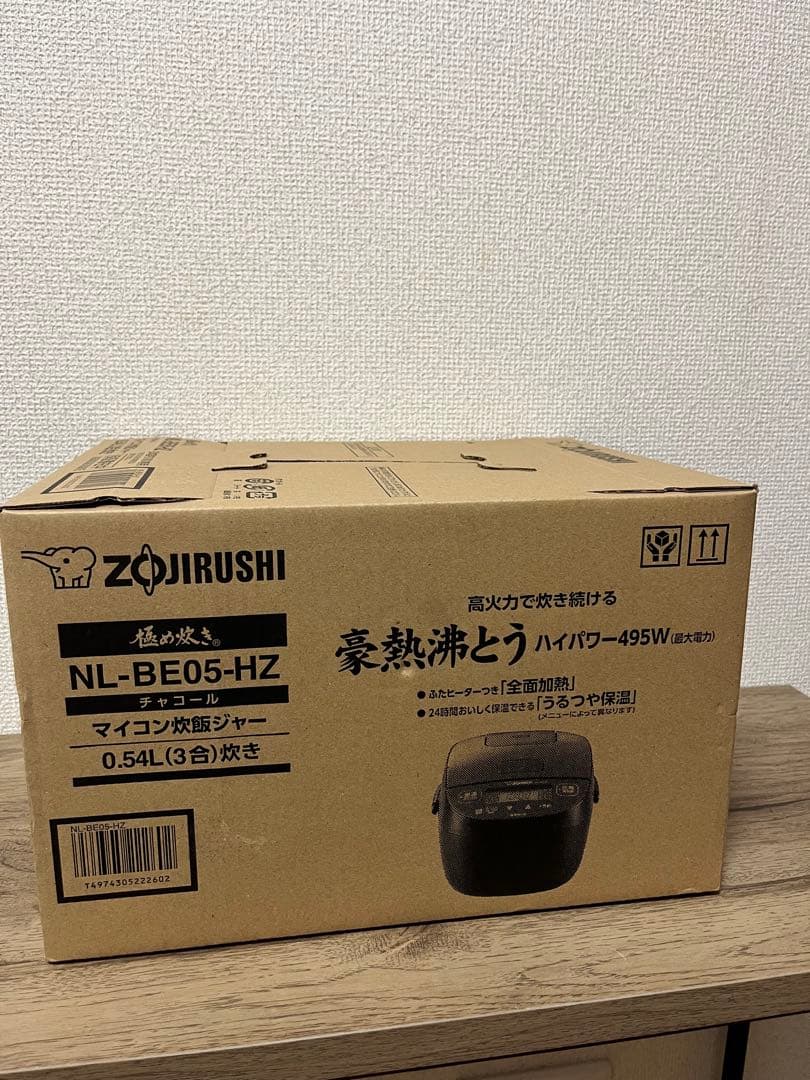 ZOJIRUSHI
ZOJIRUSHI
極め炊き®
NL-BE05-HZ
チャコール
マイコン炊飯ジャー
0.54L(3合)炊き
NL-BE05-HZ
T4974305222602
高火力で炊き続ける
豪熱沸とう ハイパワー495W(最大電力)
● ふたヒーターつき「全面加熱」
● 24時間おいしく保温できる「うるつや保温」
(メニューによって異なります)